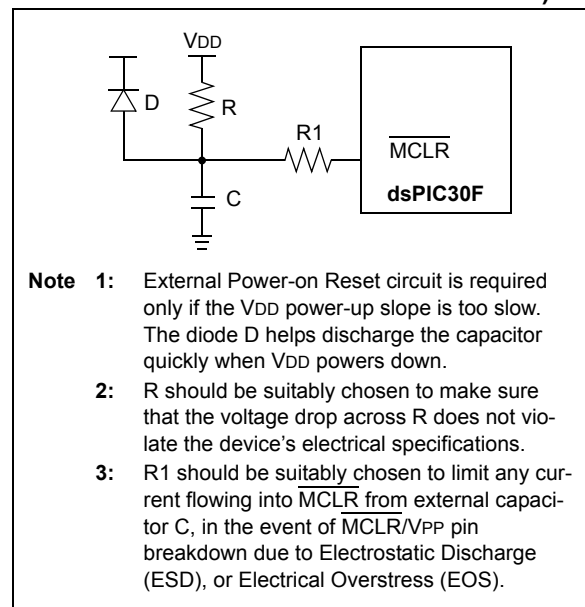 VDD
D
R
R1
MCLR
dsPIC30F
C
Note 1: External Power-on Reset circuit is required
only if the VDD power-up slope is too slow.
The diode D helps discharge the capacitor
quickly when VDD powers down.
2: R should be suitably chosen to make sure
that the voltage drop across R does not vio-
late the device's electrical specifications.
3: R1 should be suitably chosen to limit any cur-
rent flowing into MCLR from external capaci-
tor C, in the event of MCLR/VPP pin
breakdown due to Electrostatic Discharge
(ESD), or Electrical Overstress (EOS).